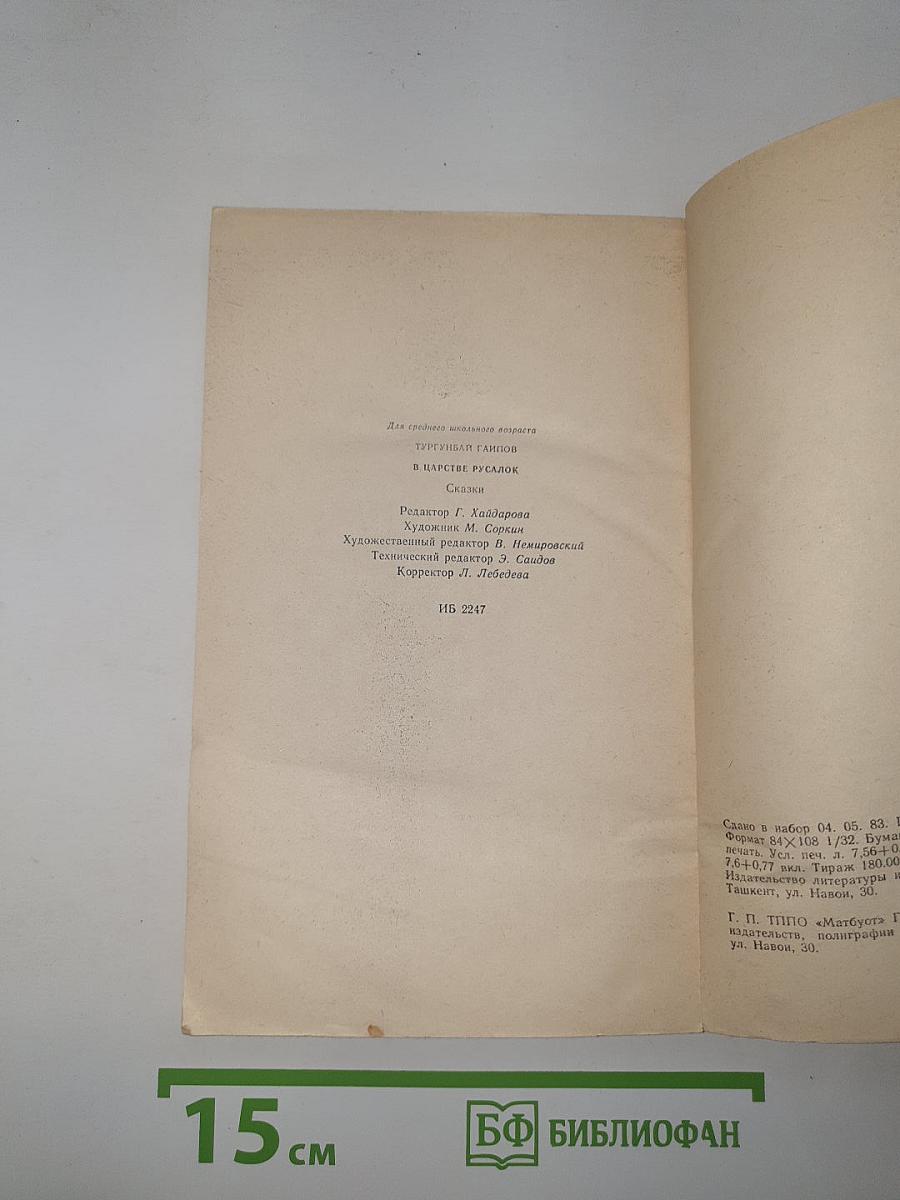 Для среднего школьного возраста
ТУРГУНБАЙ ГАИПОВ
В ЦАРСТВЕ РУСАЛОК
Сказки
Редактор Г. Хайдарова
Художник М. Соркин
Художественный редактор В. Немировский
Технический редактор Э. Саидов
Корректор Л. Лебедева
ИБ 2247
Сдано в набор 04. 05. 83.
Формат 84×108 1/32.
печать. Усл. печ. л. 7,56+0,
7,6+0,77 вкл. Тираж 180.00
Издательство литературы и
Ташкент, ул. Навои, 30.
Г. П. ТППО «Матбуот»
издательств, полиграфии
ул. Навои, 30.
15 см
БФ БИБЛИОФАН